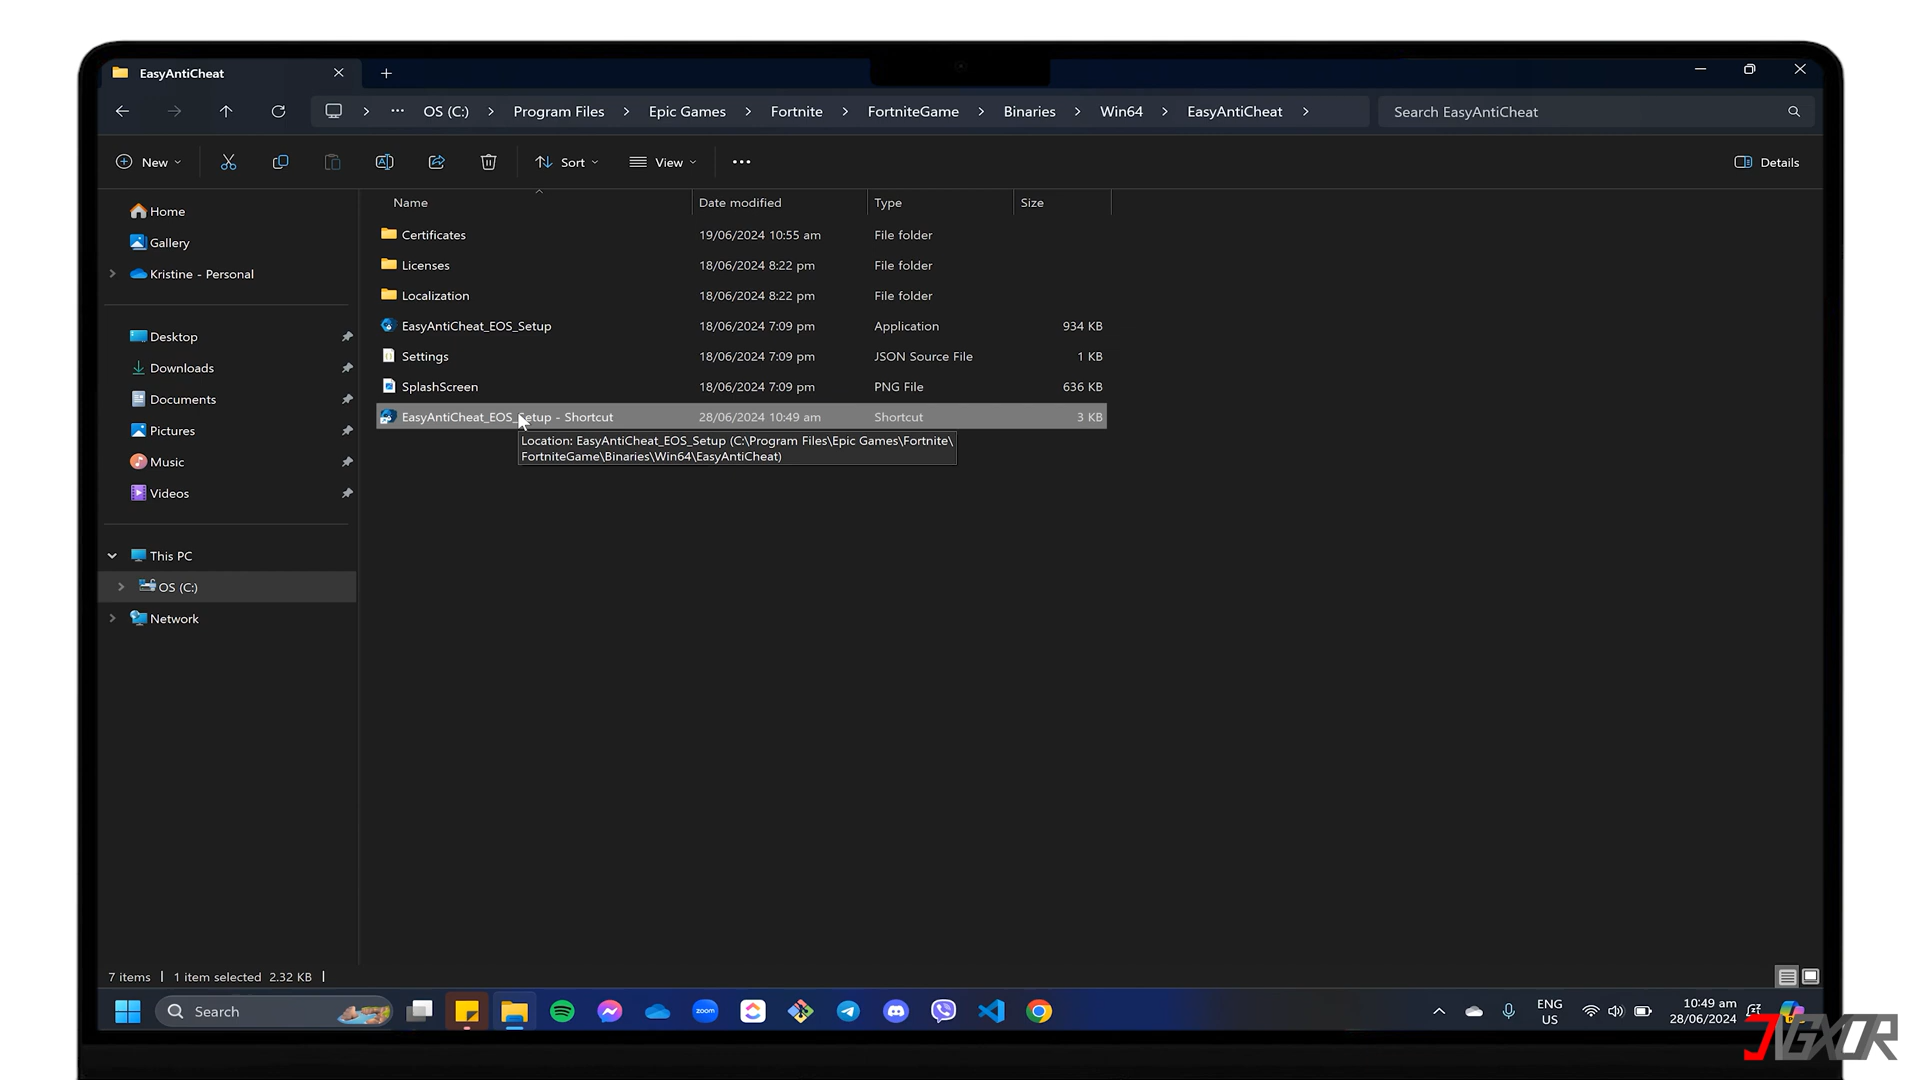 EasyAntiCheat
OS (C:) Program Files Epic Games Fortnite FortniteGame Binaries Win64 EasyAntiCheat
Search EasyAntiCheat
New Sort View ... Details
Name Date modified Type Size
Home
Gallery
Kristine - Personal
Desktop
Downloads
Documents
Pictures
Music
Videos
This PC
OS (C:)
Network
Certificates 19/06/2024 10:55 am File folder
Licenses 18/06/2024 8:22 pm File folder
Localization 18/06/2024 8:22 pm File folder
EasyAntiCheat_EOS_Setup 18/06/2024 7:09 pm Application 934 KB
Settings 18/06/2024 7:09 pm JSON Source File 1 KB
SplashScreen 18/06/2024 7:09 pm PNG File 636 KB
EasyAntiCheat_EOS_Setup - Shortcut 28/06/2024 10:49 am Shortcut 3 KB
Location: EasyAntiCheat_EOS_Setup (C:\Program Files\Epic Games\Fortnite\
FortniteGame\Binaries\Win64\EasyAntiCheat)
7 items | 1 item selected 2.32 KB |
Search
zoom
ENG
US
10:49 am
28/06/2024
JGXOR